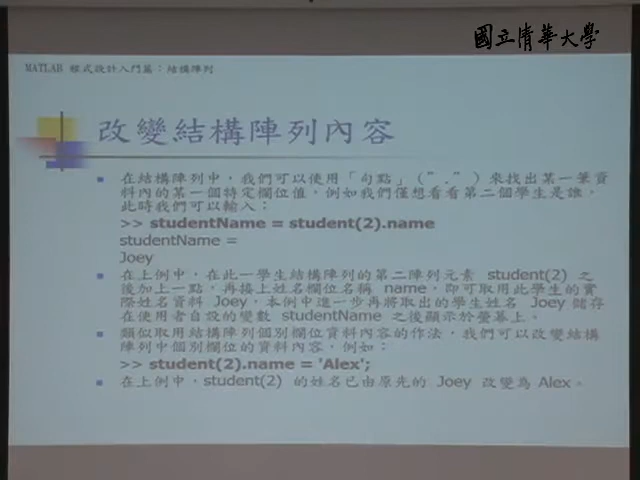 國立清華大學
MATLAB 程式設計入門篇：結構陣列
改變結構陣列內容
在結構陣列中，我們可以使用「句點」（"."）來找出某一筆資
料內的某一個特定欄位值，例如我們僅想看看第二個學生是誰，
此時我們可以輸入：
>> studentName = student(2).name
studentName =
Joey
在上例中，在此一學生結構陣列的第二陣列元素 student(2) 之
後加上一點，再接上姓名欄位名稱 name，即可取用此學生的實
際姓名資料 Joey，本例中進一步再將取出的學生姓名 Joey 儲存
在使用者自設的變數 studentName 之後顯示於螢幕上。
類似取用結構陣列個別欄位資料內容的作法，我們可以改變結構
陣列中個別欄位的資料內容，例如：
>> student(2).name = 'Alex';
在上例中，student(2) 的姓名已由原先的 Joey 改變為 Alex。